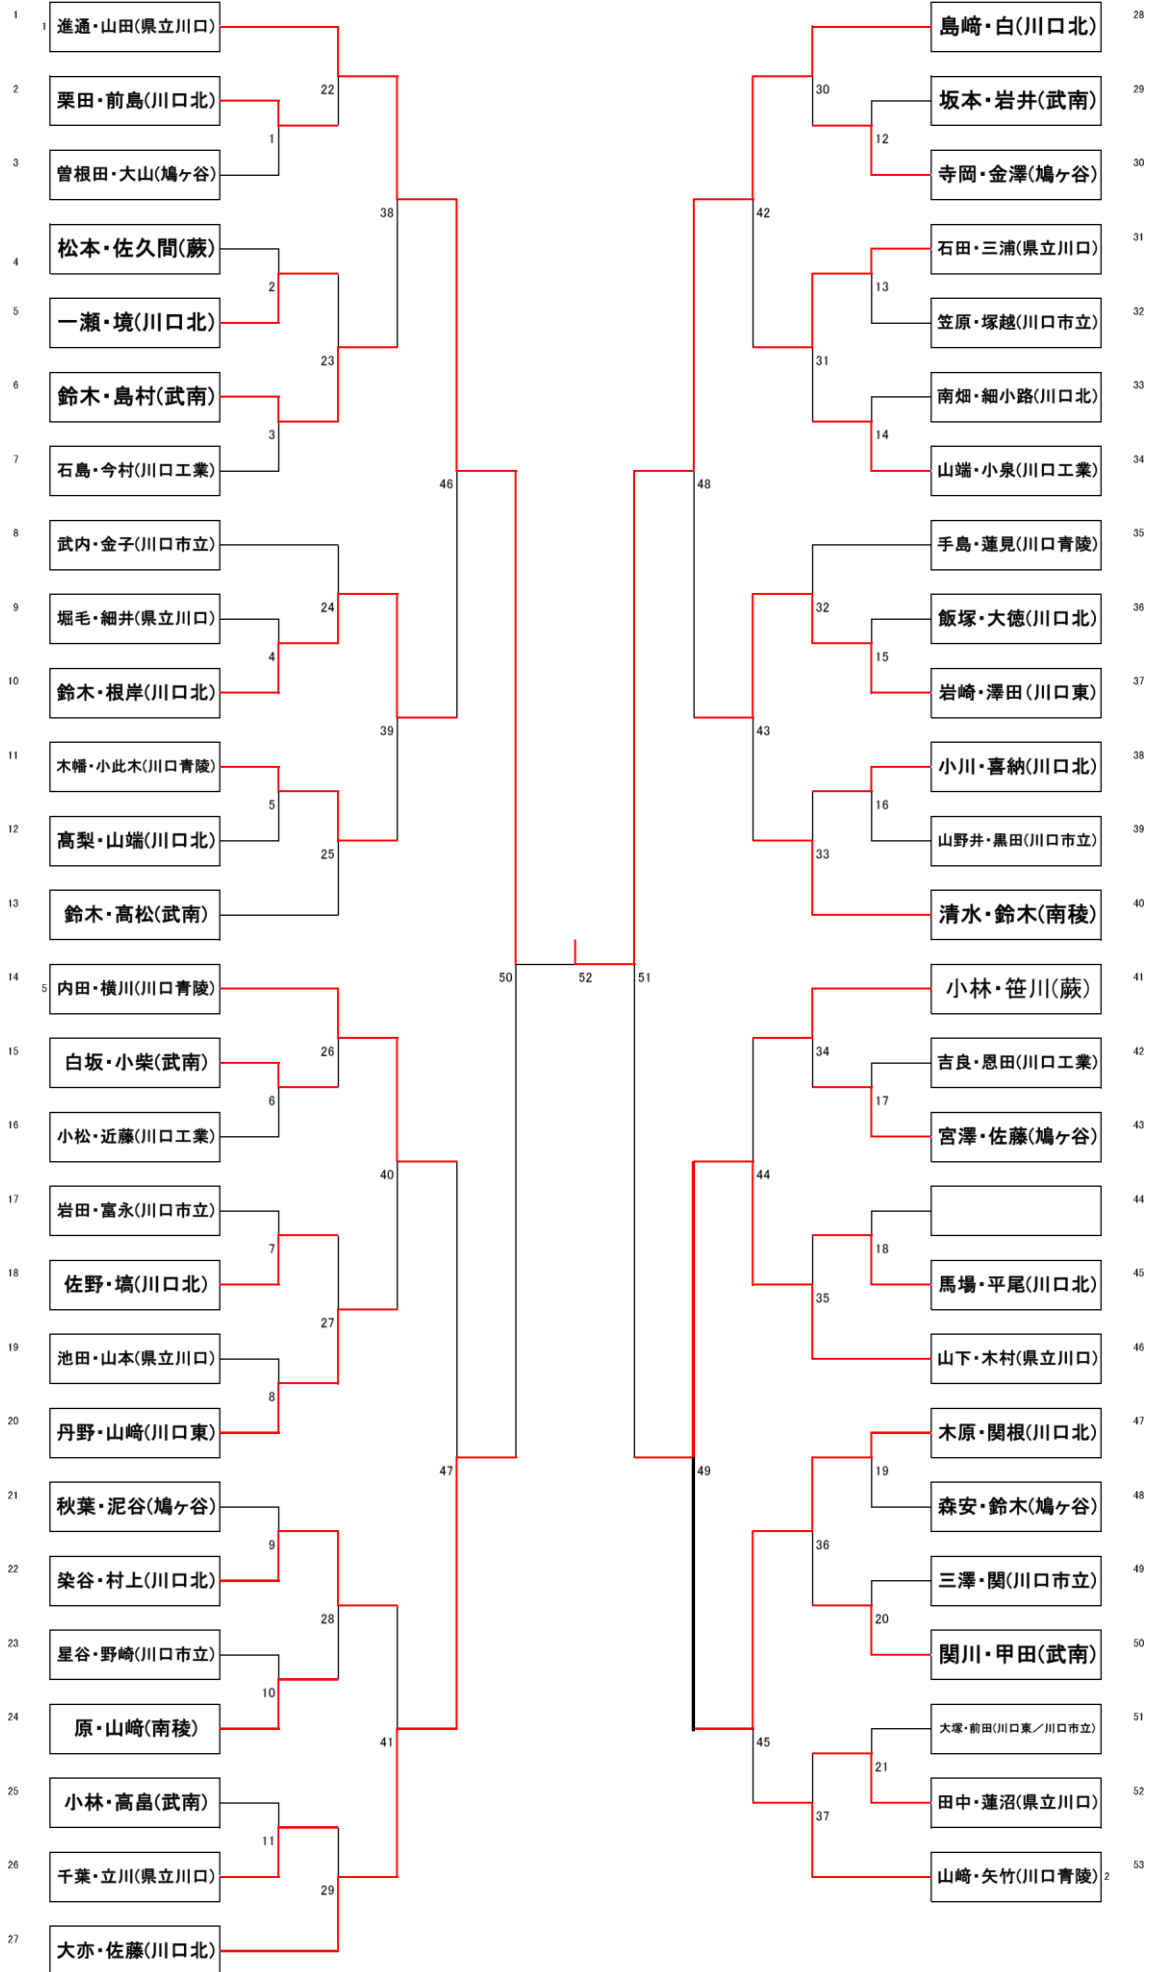 1 1 進通・山田(県立川口)
2 栗田・前島(川口北)
3 曽根田・大山(鳩ヶ谷)
4 松本・佐久間(蕨)
5 一瀬・境(川口北)
6 鈴木・島村(武南)
7 石島・今村(川口工業)
8 武内・金子(川口市立)
9 堀毛・細井(県立川口)
10 鈴木・根岸(川口北)
11 木幡・小此木(川口青陵)
12 髙梨・山端(川口北)
13 鈴木・髙松(武南)
14 5 内田・横川(川口青陵)
15 白坂・小柴(武南)
16 小松・近藤(川口工業)
17 岩田・富永(川口市立)
18 佐野・塙(川口北)
19 池田・山本(県立川口)
20 丹野・山﨑(川口東)
21 秋葉・泥谷(鳩ヶ谷)
22 染谷・村上(川口北)
23 星谷・野崎(川口市立)
24 原・山﨑(南稜)
25 小林・高畠(武南)
26 千葉・立川(県立川口)
27 大亦・佐藤(川口北)
1
2
3
4
5
6
7
8
9
10
11
22
23
24
25
26
27
28
29
38
39
40
41
46
47
50
52
51
48
49
42
43
44
45
30
31
32
33
34
35
36
37
12
13
14
15
16
17
18
19
20
21
島﨑・白(川口北) 28
坂本・岩井(武南) 29
寺岡・金澤(鳩ヶ谷) 30
石田・三浦(県立川口) 31
笠原・塚越(川口市立) 32
南畑・細小路(川口北) 33
山端・小泉(川口工業) 34
手島・蓮見(川口青陵) 35
飯塚・大徳(川口北) 36
岩崎・澤田(川口東) 37
小川・喜納(川口北) 38
山野井・黒田(川口市立) 39
清水・鈴木(南稜) 40
小林・笹川(蕨) 41
吉良・恩田(川口工業) 42
宮澤・佐藤(鳩ヶ谷) 43
44
馬場・平尾(川口北) 45
山下・木村(県立川口) 46
木原・関根(川口北) 47
森安・鈴木(鳩ヶ谷) 48
三澤・関(川口市立) 49
関川・甲田(武南) 50
大塚・前田(川口東／川口市立) 51
田中・蓮沼(県立川口) 52
山﨑・矢竹(川口青陵) 2 53